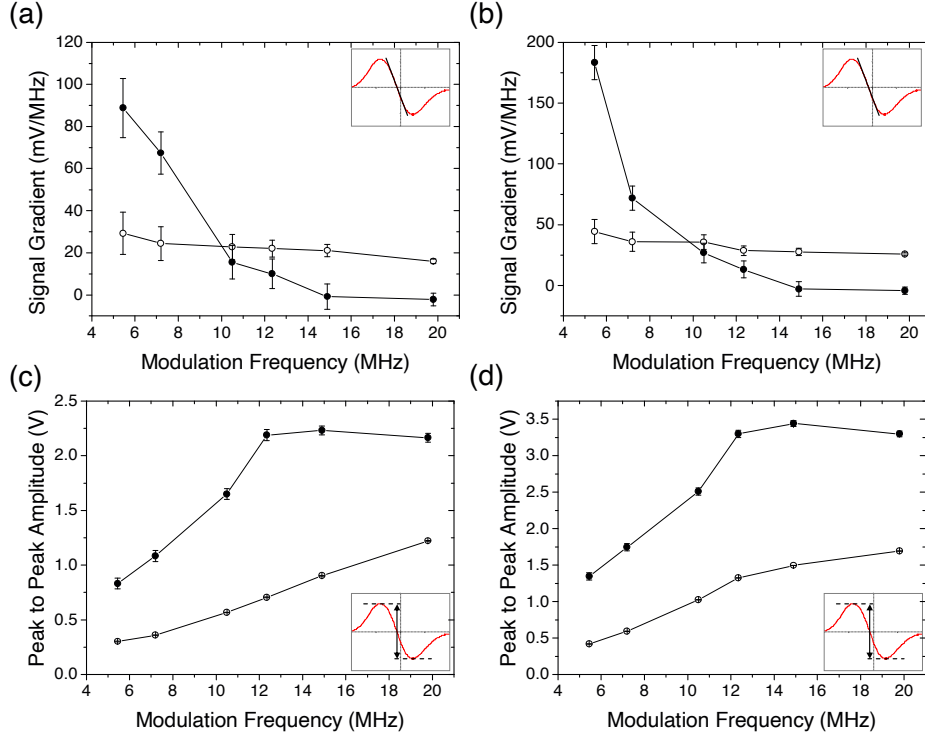 (a)
120
100
80
60
40
20
0
Signal Gradient (mV/MHz)
4 6 8 10 12 14 16 18 20
Modulation Frequency (MHz)
(b)
200
150
100
50
0
Signal Gradient (mV/MHz)
4 6 8 10 12 14 16 18 20
Modulation Frequency (MHz)
(c)
2.5
2.0
1.5
1.0
0.5
0.0
Peak to Peak Amplitude (V)
4 6 8 10 12 14 16 18 20
Modulation Frequency (MHz)
(d)
3.5
3.0
2.5
2.0
1.5
1.0
0.5
0.0
Peak to Peak Amplitude (V)
4 6 8 10 12 14 16 18 20
Modulation Frequency (MHz)